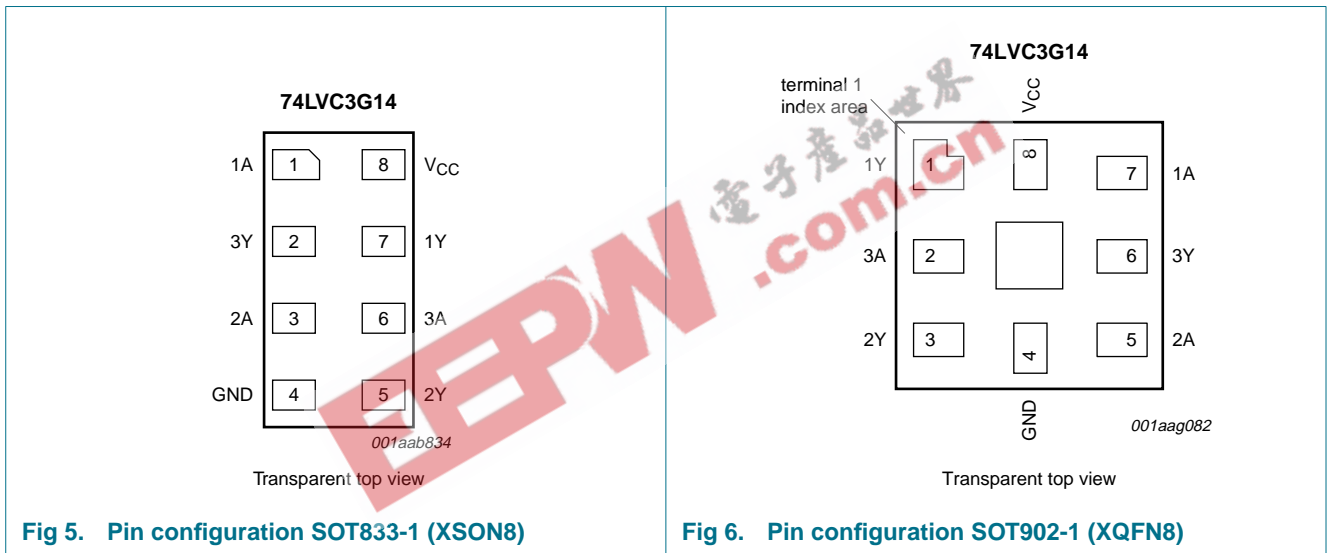 74LVC3G14
1A 1 8 VCC
3Y 2 7 1Y
2A 3 6 3A
GND 4 5 2Y
001aab834
Transparent top view
Fig 5. Pin configuration SOT833-1 (XSON8)
74LVC3G14
terminal 1
index area
VCC
1Y 1 8 7 1A
3A 2 6 3Y
2Y 3 4 5 2A
GND
001aag082
Transparent top view
Fig 6. Pin configuration SOT902-1 (XQFN8)
EEPW 電子產品世界
.com.cn